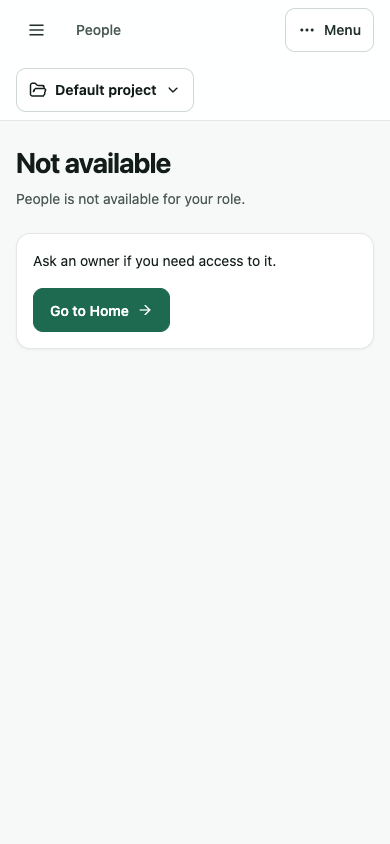 People
Menu
Default project
Not available
People is not available for your role.
Ask an owner if you need access to it.
Go to Home